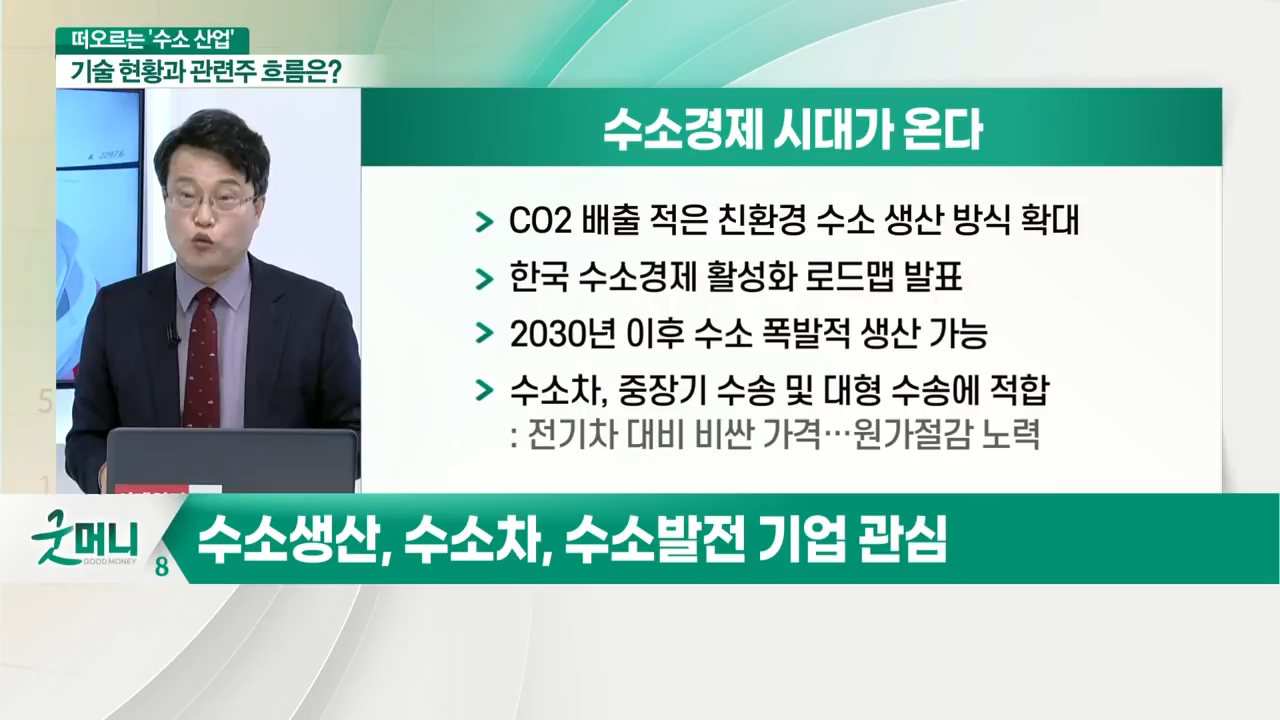 떠오르는 '수소 산업'
기술 현황과 관련주 흐름은?
2297.6
수소경제 시대가 온다
CO2 배출 적은 친환경 수소 생산 방식 확대
한국 수소경제 활성화 로드맵 발표
2030년 이후 수소 폭발적 생산 가능
수소차, 중장기 수송 및 대형 수송에 적합
: 전기차 대비 비싼 가격…원가절감 노력
5
1
굿머니
GOOD MONEY
8
수소생산, 수소차, 수소발전 기업 관심